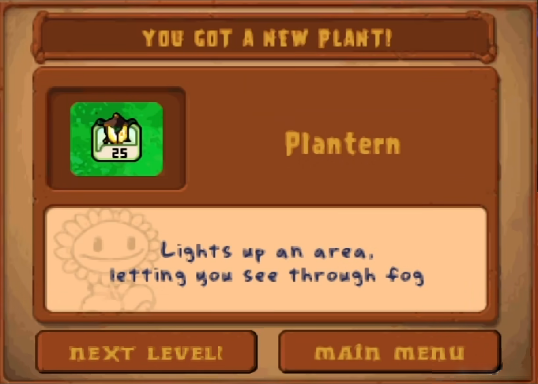 YOU GOT A NEW PLANT!
25
Plantern
Lights up an area,
letting you see through fog
NEXT LEVEL!
MAIN MENU